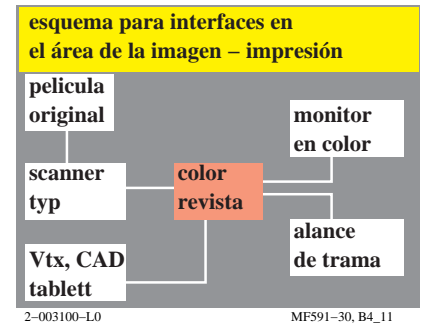 esquema para interfaces en
el área de la imagen – impresión
pelicula
original
monitor
en color
scanner
typ
color
revista
alance
de trama
Vtx, CAD
tablett
2–003100–L0
MF591–30, B4_11